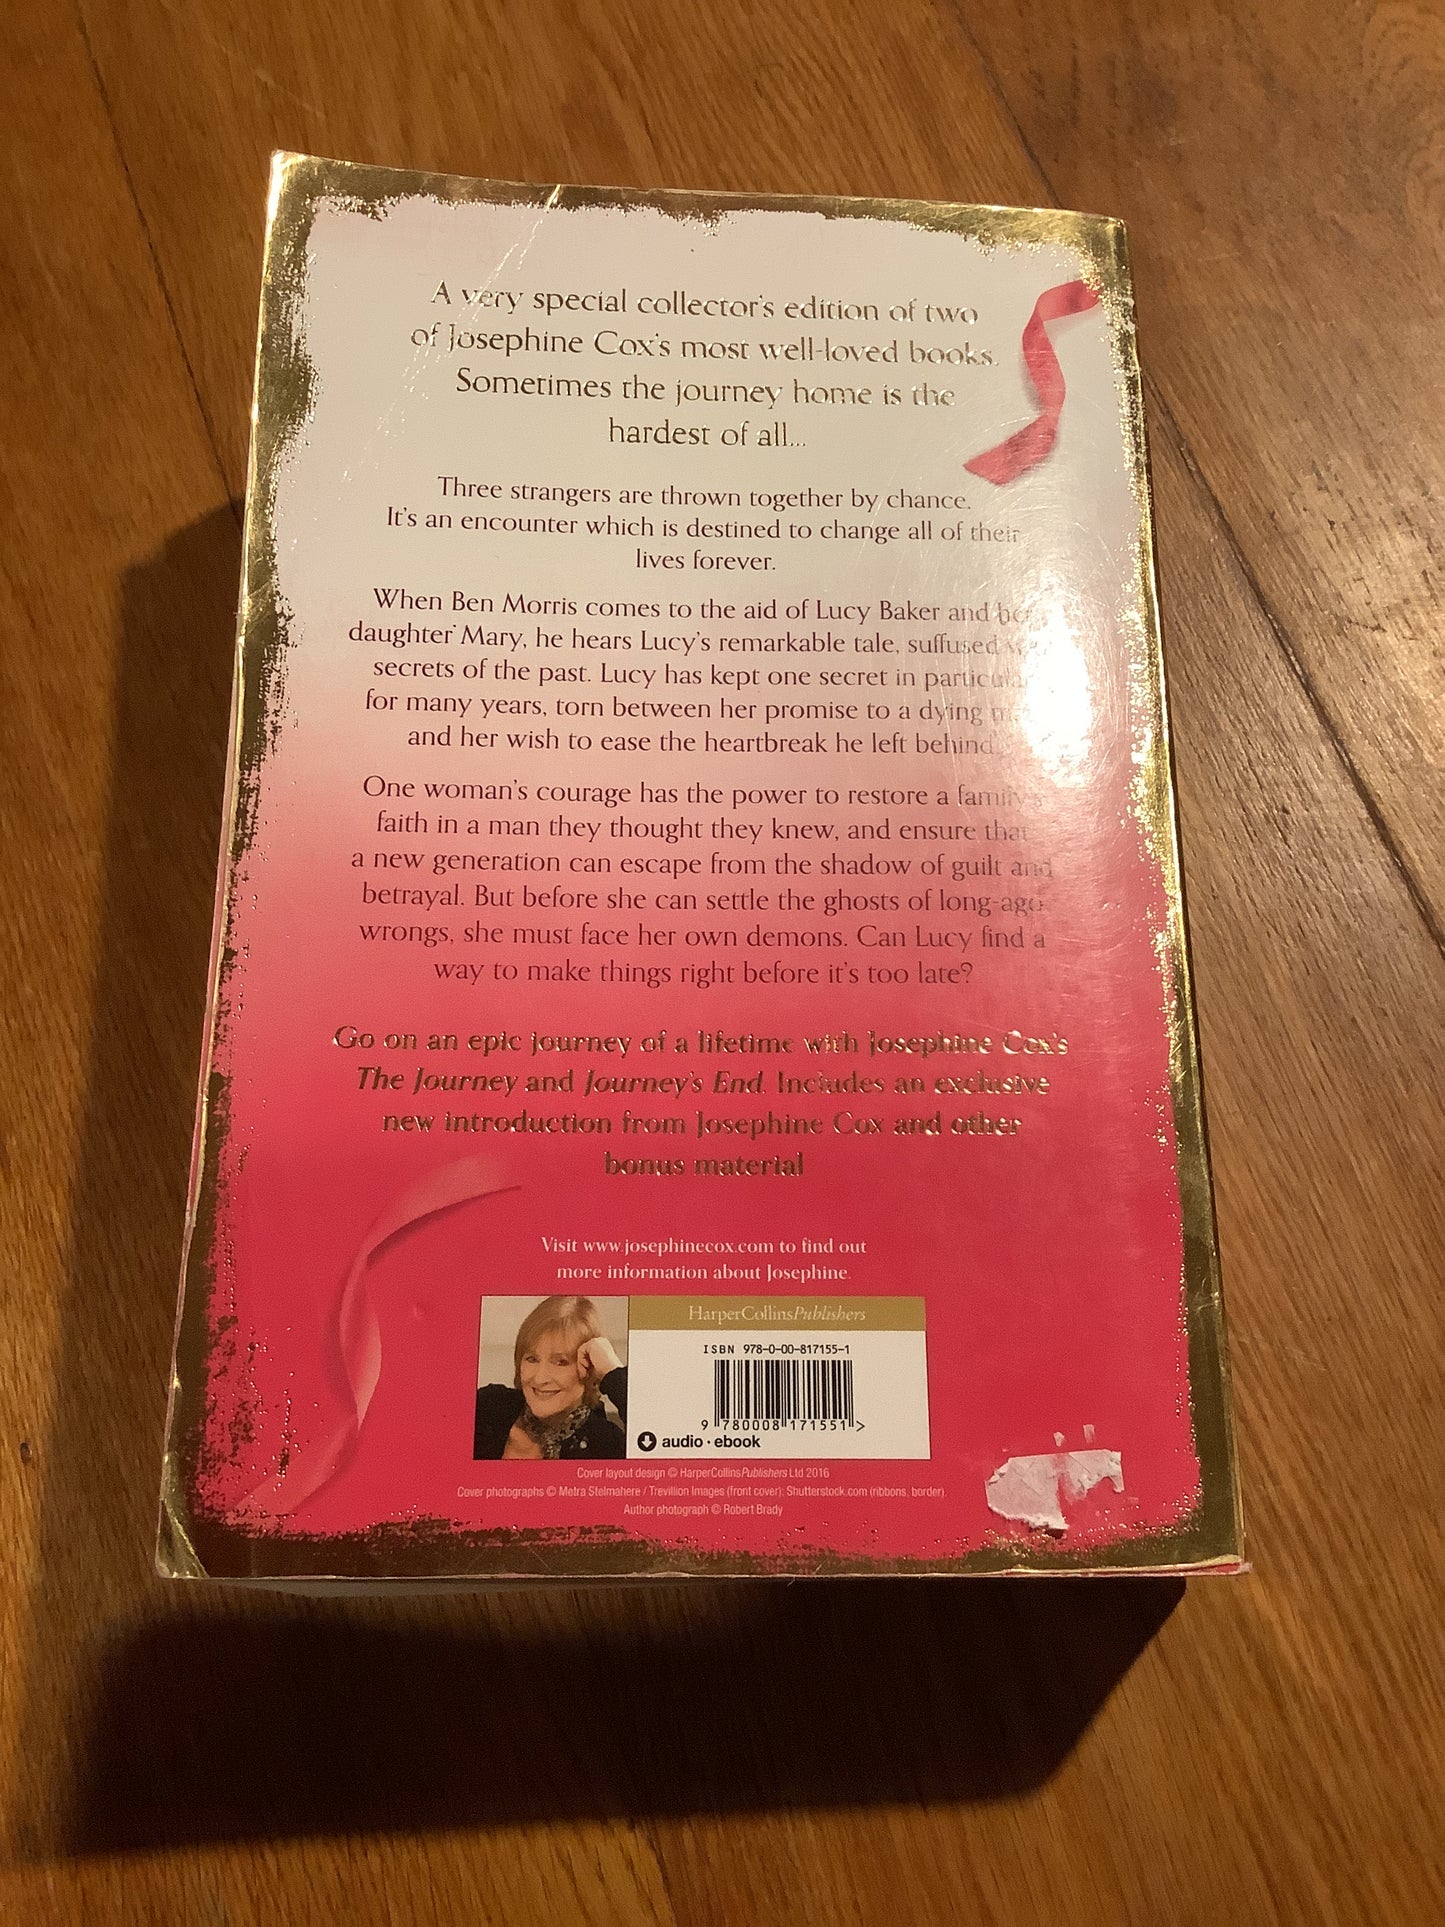 A very special collector's edition of two
of Josephine Cox's most well-loved books.
Sometimes the journey home is the
hardest of all...
Three strangers are thrown together by chance.
It's an encounter which is destined to change all of their
lives forever.
When Ben Morris comes to the aid of Lucy Baker and her
daughter Mary, he hears Lucy's remarkable tale, suffused
secrets of the past. Lucy has kept one secret in particular
for many years, torn between her promise to a dying
and her wish to ease the heartbreak he left behind.
One woman's courage has the power to restore a family's
faith in a man they thought they knew, and ensure that
a new generation can escape from the shadow of guilt and
betrayal. But before she can settle the ghosts of long-ago
wrongs, she must face her own demons. Can Lucy find a
way to make things right before it's too late?
Go on an epic journey of a lifetime with Josephine Cox's
The Journey and Journey's End. Includes an exclusive
new introduction from Josephine Cox and other
bonus material
Visit www.josephinecox.com to find out
more information about Josephine.
HarperCollinsPublishers
ISBN 978-0-00-817155-1
9 780008 171551 >
audio · ebook
Cover layout design © HarperCollinsPublishers Ltd 2016
Cover photographs © Metra Stelmahere / Trevillion Images (front cover); Shutterstock.com (ribbons, border).
Author photograph © Robert Brady